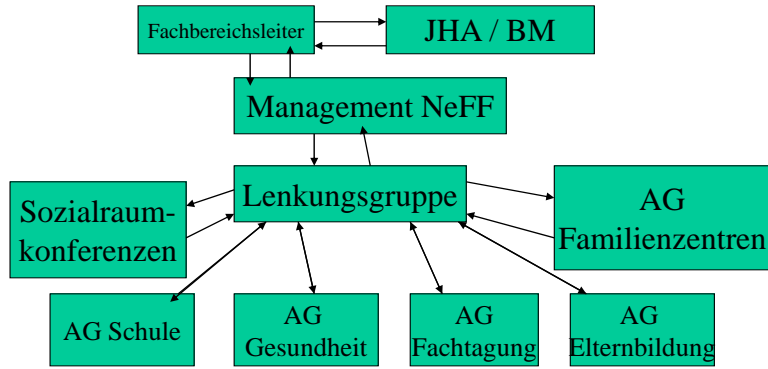 Fachbereichsleiter
JHA / BM
Management NeFF
Lenkungsgruppe
Sozialraum-
konferenzen
AG
Familienzentren
AG Schule
AG
Gesundheit
AG
Fachtagung
AG
Elternbildung